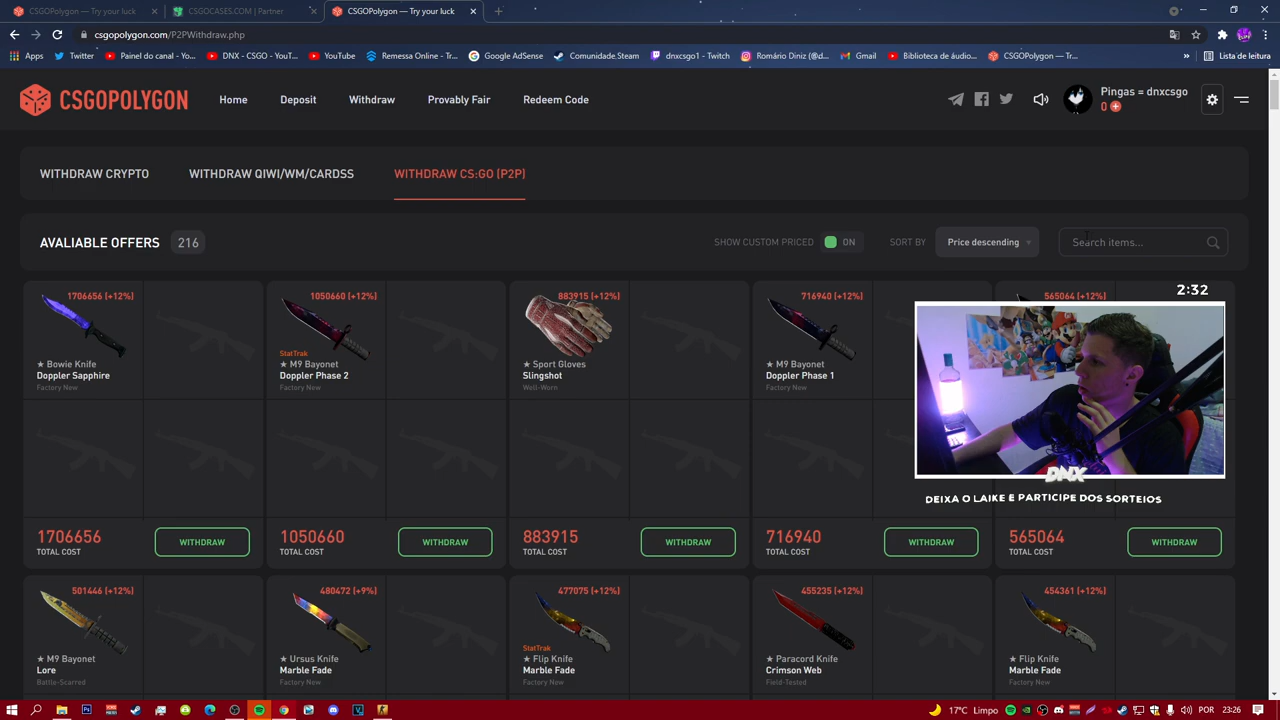 CSGOPolygon — Try your luck
CSGOCASES.COM | Partner
CSGOPolygon — Try your luck
csgopolygon.com/P2PWithdraw.php
Apps
Twitter
Painel do canal - Yo...
DNX - CSGO - YouT...
YouTube
Remessa Online - Tr...
Google AdSense
Comunidade Steam
dnxcsgo1 - Twitch
Romário Diniz (@d...
Gmail
Biblioteca de áudio...
CSGOPolygon — Tr...
»
Lista de leitura
CSGOPOLYGON
Home
Deposit
Withdraw
Provably Fair
Redeem Code
Pingas = dnxcsgo
0
WITHDRAW CRYPTO
WITHDRAW QIWI/WM/CARDSS
WITHDRAW CS:GO (P2P)
AVALIABLE OFFERS 216
SHOW CUSTOM PRICED
ON
SORT BY
Price descending
Search items...
1706656 (+12%)
★ Bowie Knife
Doppler Sapphire
Factory New
1706656
TOTAL COST
WITHDRAW
1050660 (+12%)
StatTrak
★ M9 Bayonet
Doppler Phase 2
Factory New
1050660
TOTAL COST
WITHDRAW
883915 (+12%)
★ Sport Gloves
Slingshot
Well-Worn
883915
TOTAL COST
WITHDRAW
716940 (+12%)
★ M9 Bayonet
Doppler Phase 1
Factory New
716940
TOTAL COST
WITHDRAW
565064 (+12%)
2:32
DNX
DEIXA O LAIKE E PARTICIPE DOS SORTEIOS
565064
TOTAL COST
WITHDRAW
501446 (+12%)
★ M9 Bayonet
Lore
Battle-Scarred
480472 (+9%)
★ Ursus Knife
Marble Fade
Factory New
477075 (+12%)
StatTrak
★ Flip Knife
Marble Fade
Factory New
455235 (+12%)
★ Paracord Knife
Crimson Web
Field-Tested
454361 (+12%)
★ Flip Knife
Marble Fade
Factory New
17°C Limpo
POR
23:26